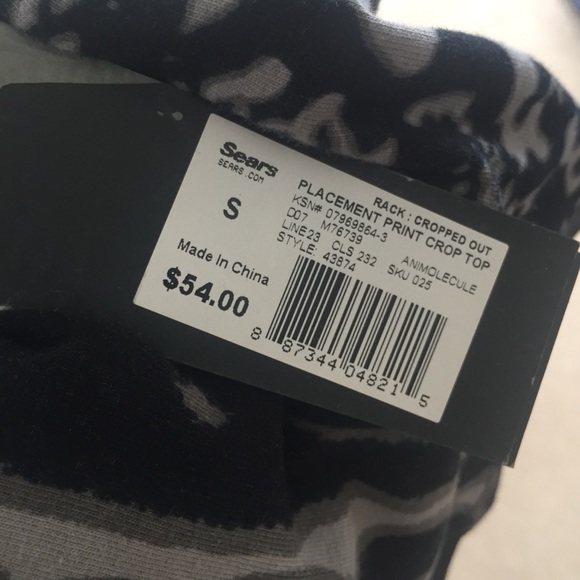 Sears
SEARS.COM
S
Made In China
$54.00
RACK : CROPPED OUT
PLACEMENT PRINT CROP TOP
KSN# 07969864-3
D07 M76739 ANIMOLECULE
LINE23 CLS 232 SKU 025
STYLE: 43874
8 87344 04821 5